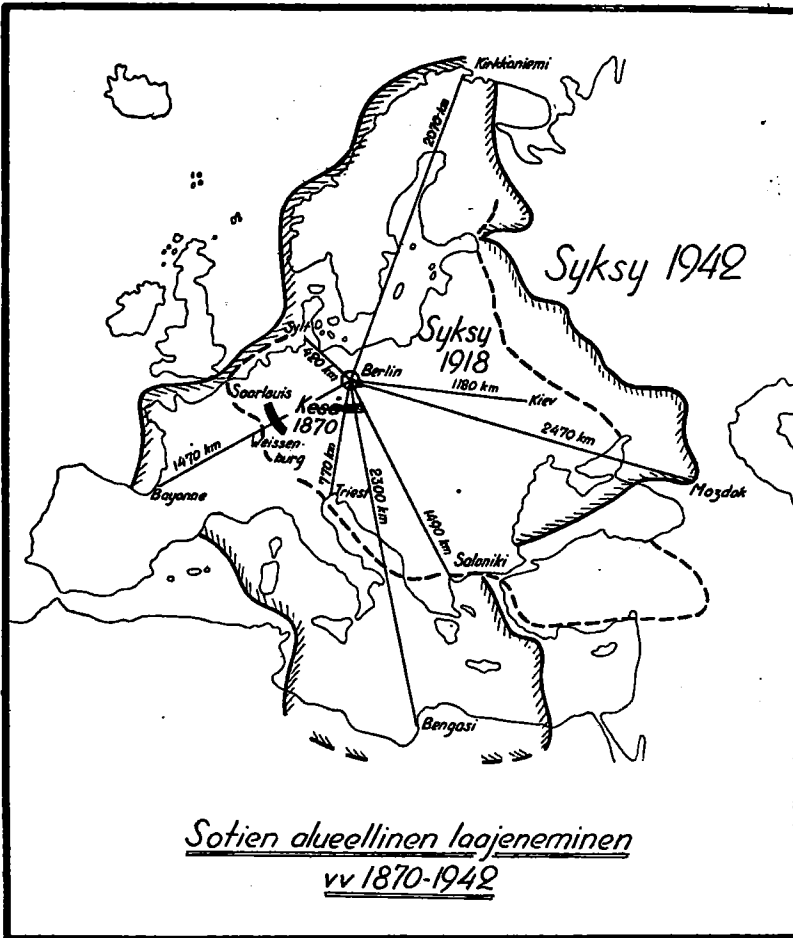 Kirkkoniemi
2070 km
Syksy 1942
Sylt
420 km
Syksy
1918
Berlin
1180 km
Kiev
Saarlouis
Kesä
1870
Weissen-
burg
2470 km
1470 km
770 km
2300 km
1490 km
Bayonne
Triest
Mozdok
Saloniki
Bengasi
Sotien alueellinen laajeneminen
vv 1870-1942